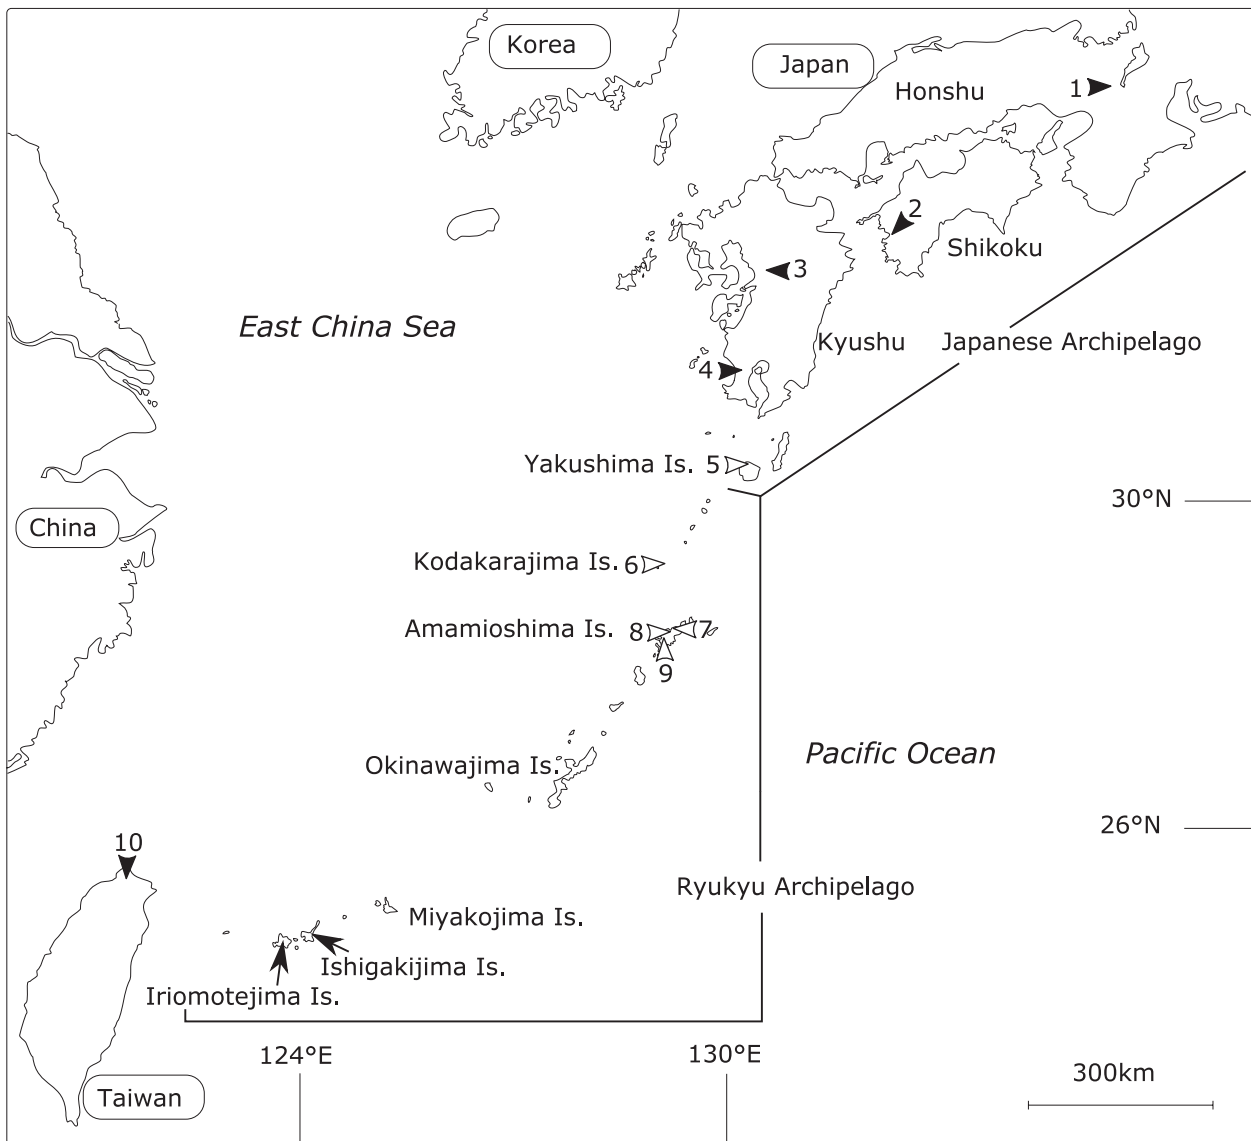 Korea
Japan
Honshu
1
2
Shikoku
3
East China Sea
Kyushu
Japanese Archipelago
4
Yakushima Is.
5
30°N
China
Kodakarajima Is.
6
Amamioshima Is.
8
7
9
Okinawajima Is.
Pacific Ocean
26°N
10
Ryukyu Archipelago
Miyakojima Is.
Ishigakijima Is.
Iriomotejima Is.
124°E
130°E
300km
Taiwan